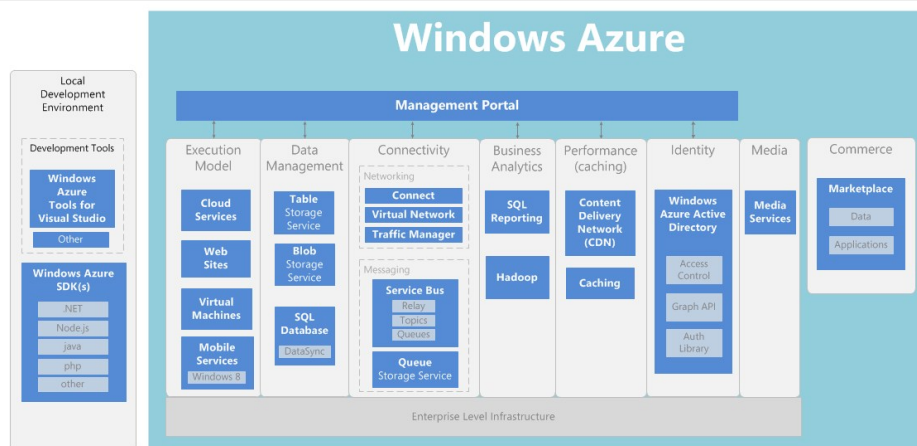 Windows Azure
Local
Development
Environment
Development Tools
Windows
Azure
Tools for
Visual Studio
Other
Windows Azure
SDK(s)
.NET
Node.js
java
php
other
Management Portal
Execution
Model
Cloud
Services
Web
Sites
Virtual
Machines
Mobile
Services
Windows 8
Data
Management
Table
Storage
Service
Blob
Storage
Service
SQL
Database
DataSync
Connectivity
Networking
Connect
Virtual Network
Traffic Manager
Messaging
Service Bus
Relay
Topics
Queues
Queue
Storage Service
Business
Analytics
SQL
Reporting
Hadoop
Performance
(caching)
Content
Delivery
Network
(CDN)
Caching
Identity
Windows
Azure Active
Directory
Access
Control
Graph API
Auth
Library
Media
Media
Services
Commerce
Marketplace
Data
Applications
Enterprise Level Infrastructure